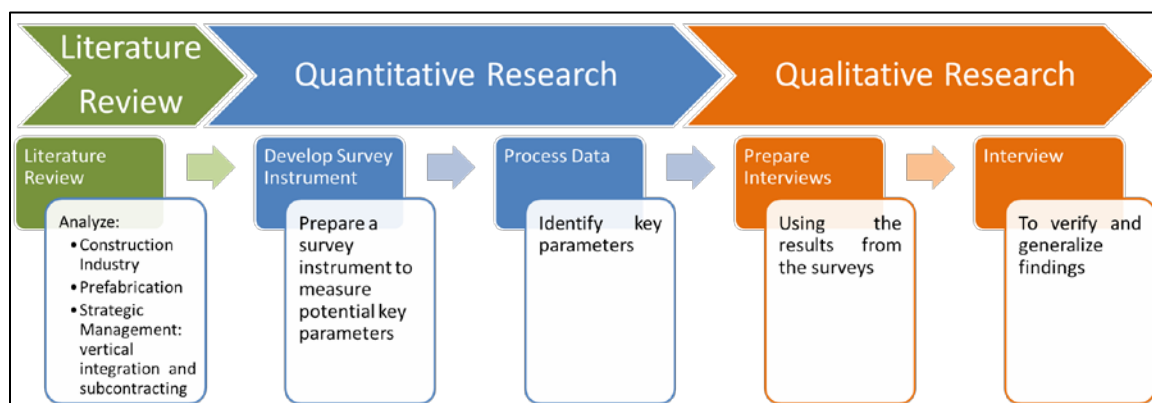 Literature
Review
Quantitative Research
Qualitative Research
Literature
Review
Analyze:
•Construction
Industry
•Prefabrication
•Strategic
Management:
vertical
integration and
subcontracting
Develop Survey
Instrument
Prepare a
survey
instrument to
measure
potential key
parameters
Process Data
Identify key
parameters
Prepare
Interviews
Using the
results from
the surveys
Interview
To verify and
generalize
findings